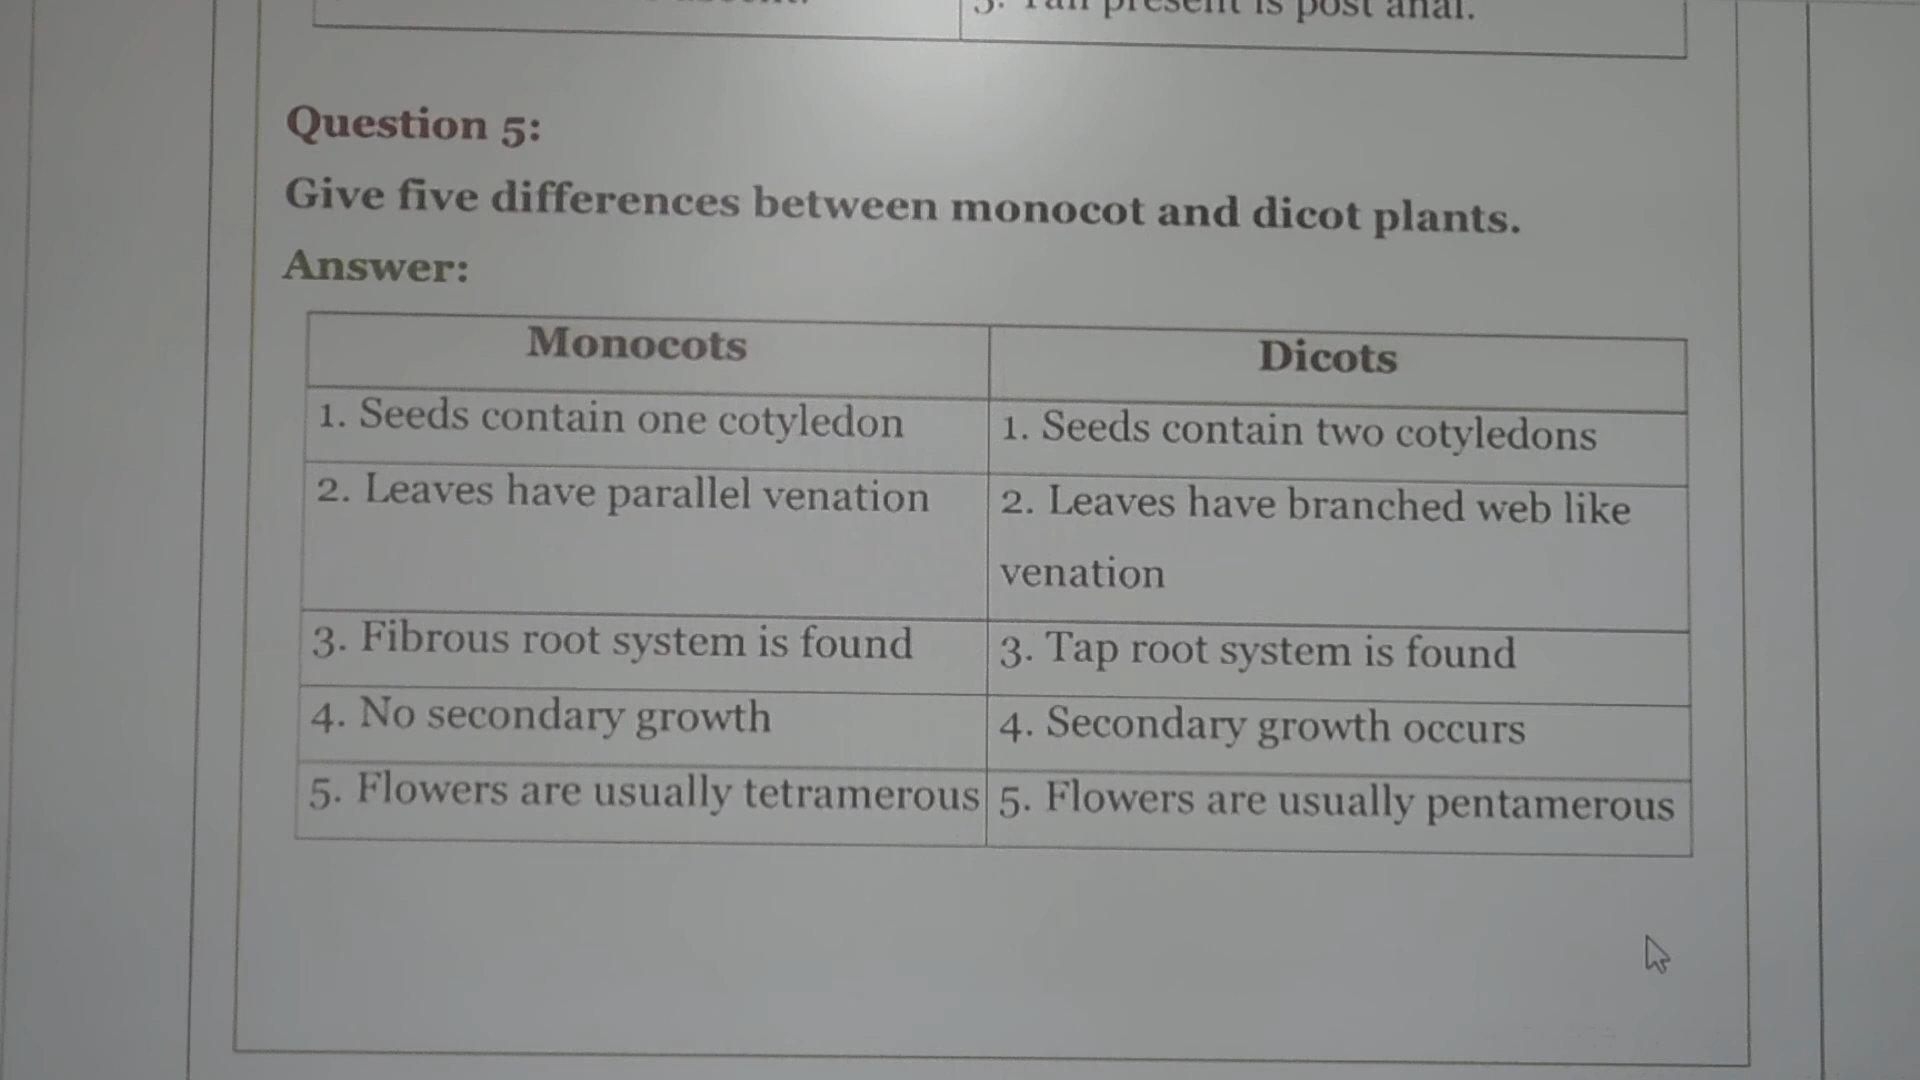 is post anal.
Question 5:
Give five differences between monocot and dicot plants.
Answer:
Monocots
Dicots
1. Seeds contain one cotyledon
1. Seeds contain two cotyledons
2. Leaves have parallel venation
2. Leaves have branched web like
venation
3. Fibrous root system is found
3. Tap root system is found
4. No secondary growth
4. Secondary growth occurs
5. Flowers are usually tetramerous
5. Flowers are usually pentamerous